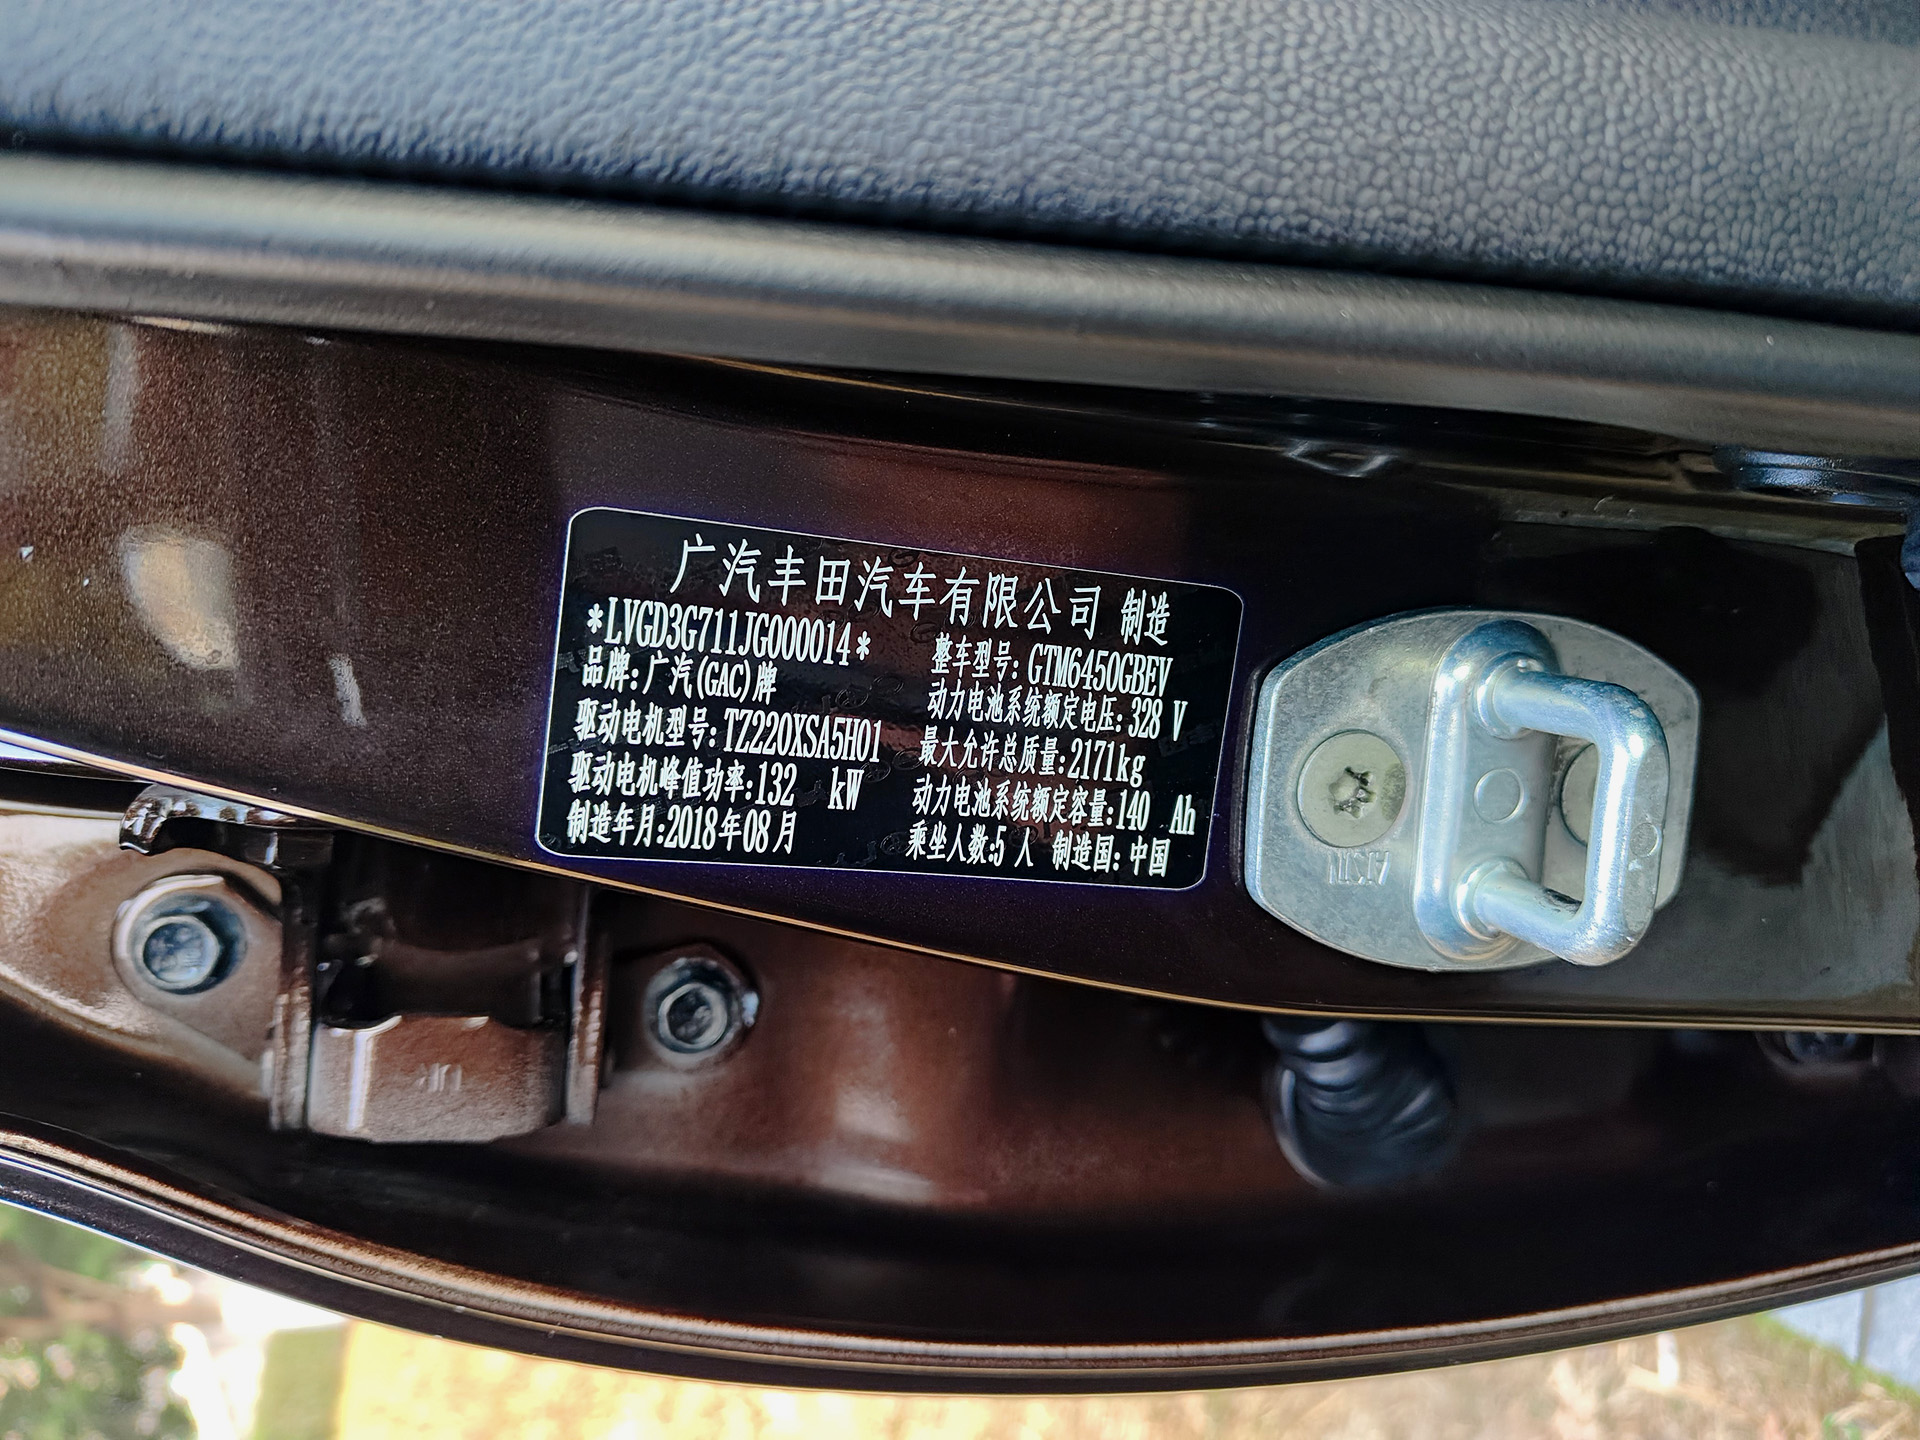 广汽丰田汽车有限公司 制造
*LVGD3G711JG000014* 整车型号: GTM6450GBEV
品牌: 广汽(GAC)牌 动力电池系统额定电压: 328 V
驱动电机型号: TZ220XSA5H01 最大允许总质量: 2171kg
驱动电机峰值功率: 132 kW 动力电池系统额定容量: 140 Ah
制造年月: 2018年08月 乘坐人数: 5 人 制造国: 中国
AISIN
UP